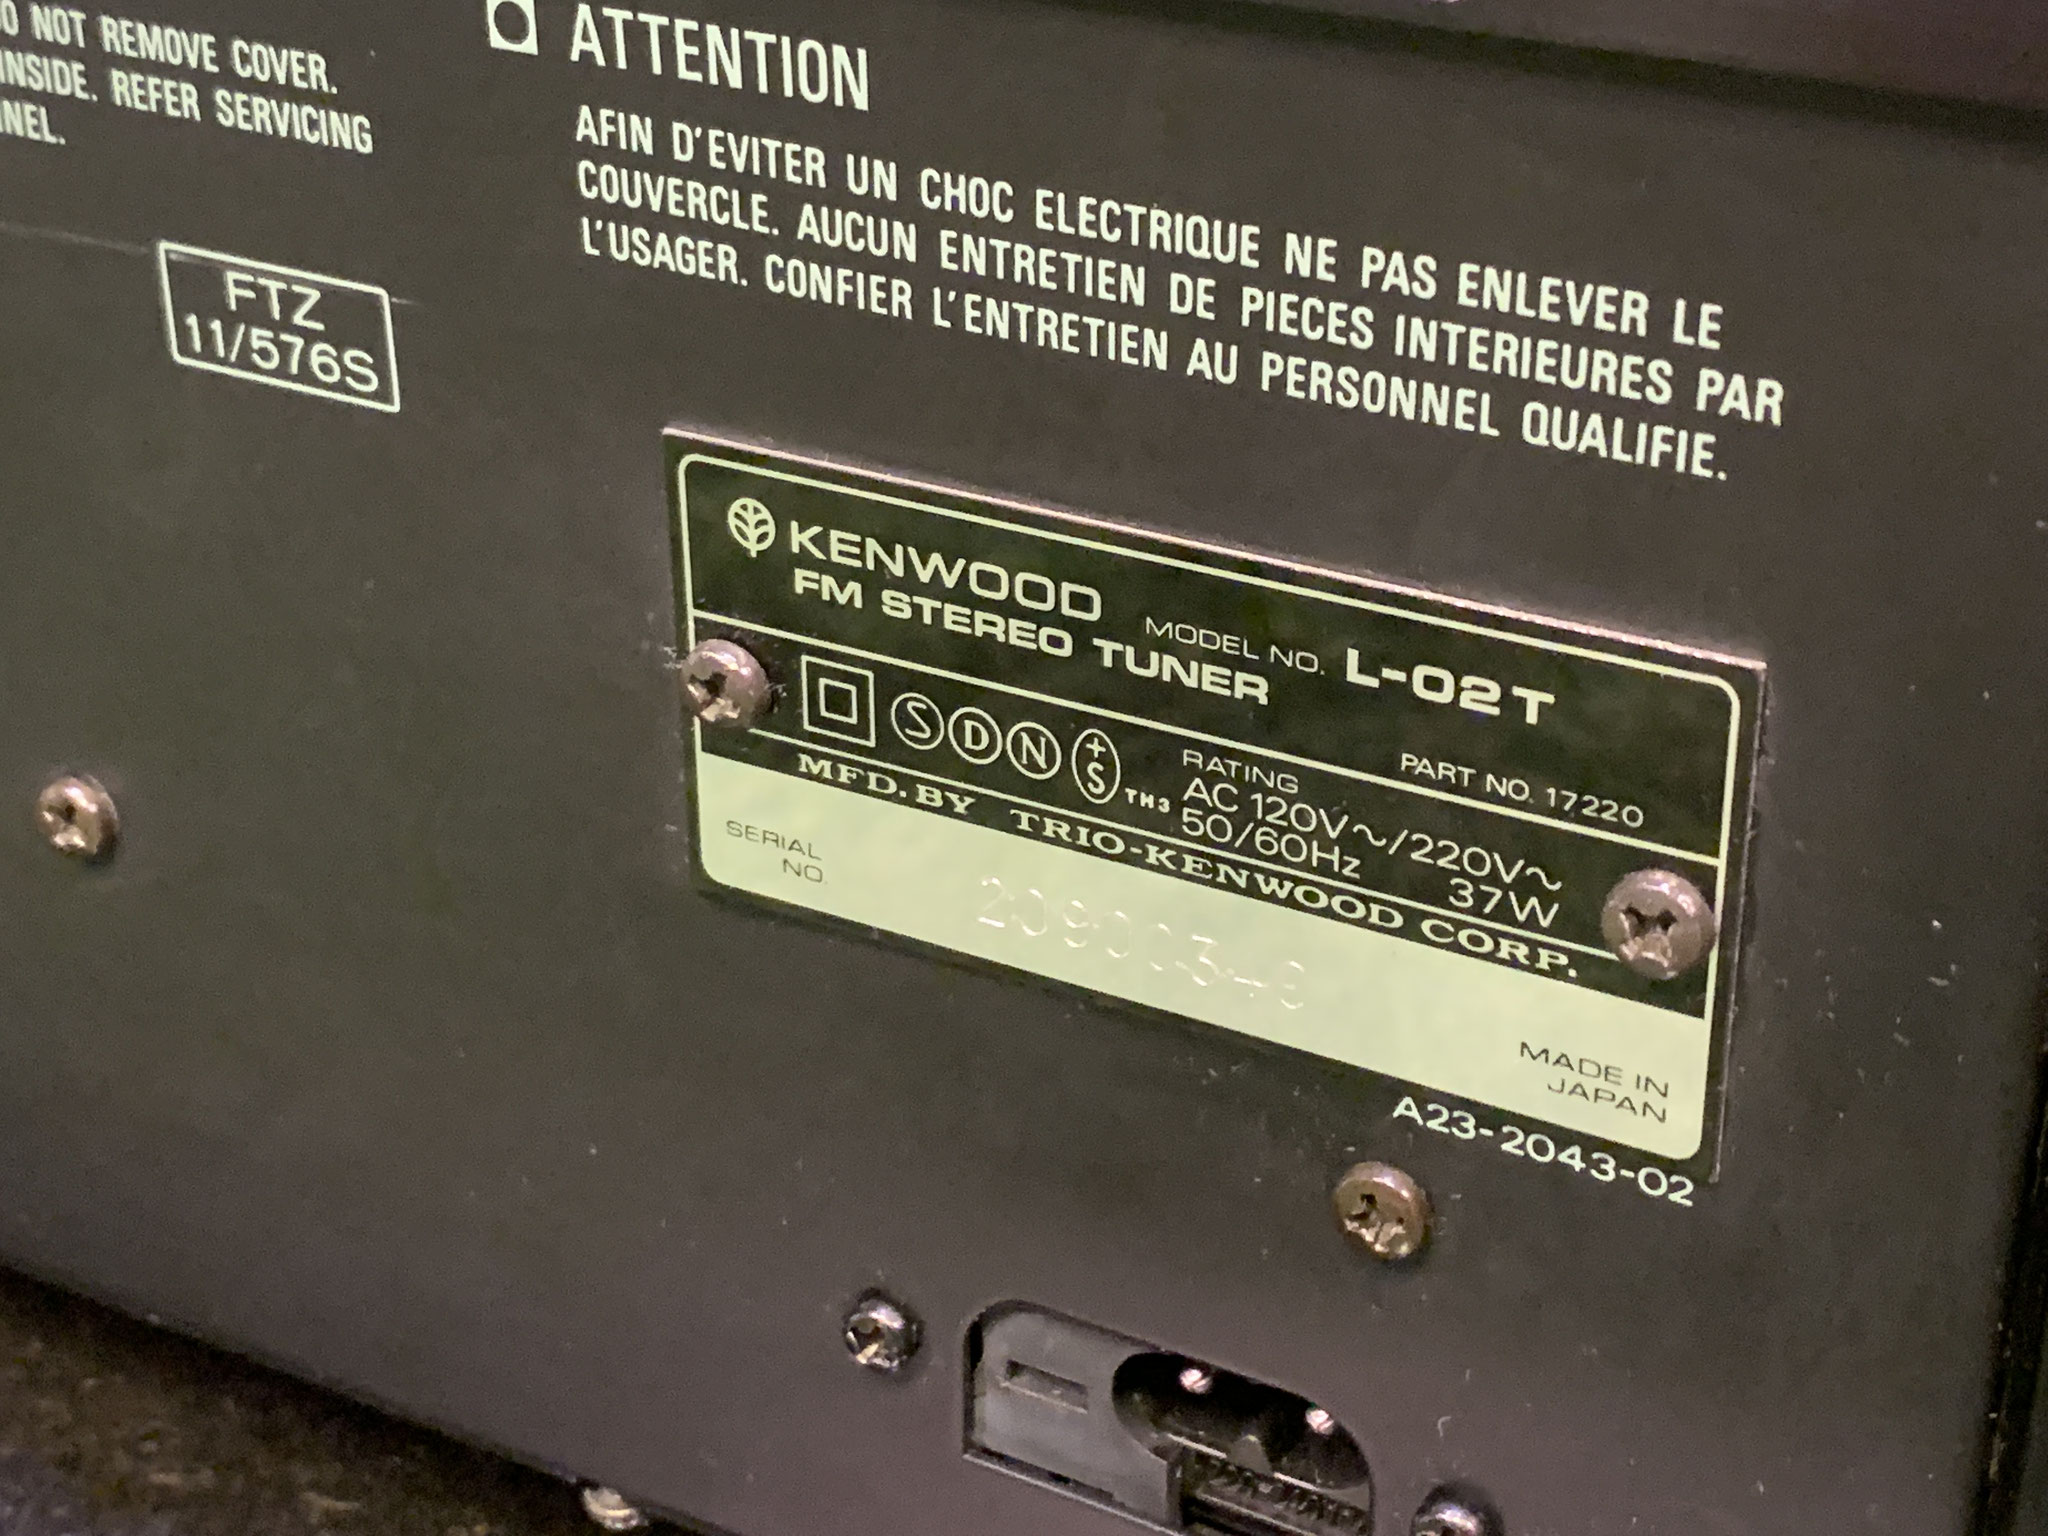 DO NOT REMOVE COVER.
INSIDE. REFER SERVICING
ATTENTION
AFIN D'EVITER UN CHOC ELECTRIQUE NE PAS ENLEVER LE
COUVERCLE. AUCUN ENTRETIEN DE PIECES INTERIEURES PAR
L'USAGER. CONFIER L'ENTRETIEN AU PERSONNEL QUALIFIE.
FTZ
11/576S
KENWOOD MODEL NO. L-02T
FM STEREO TUNER
PART NO. 17220
S D N +S TH3
RATING
AC 120V~/220V~
50/60Hz 37W
MFD. BY TRIO-KENWOOD CORP.
SERIAL
NO.
MADE IN
JAPAN
A23-2043-02